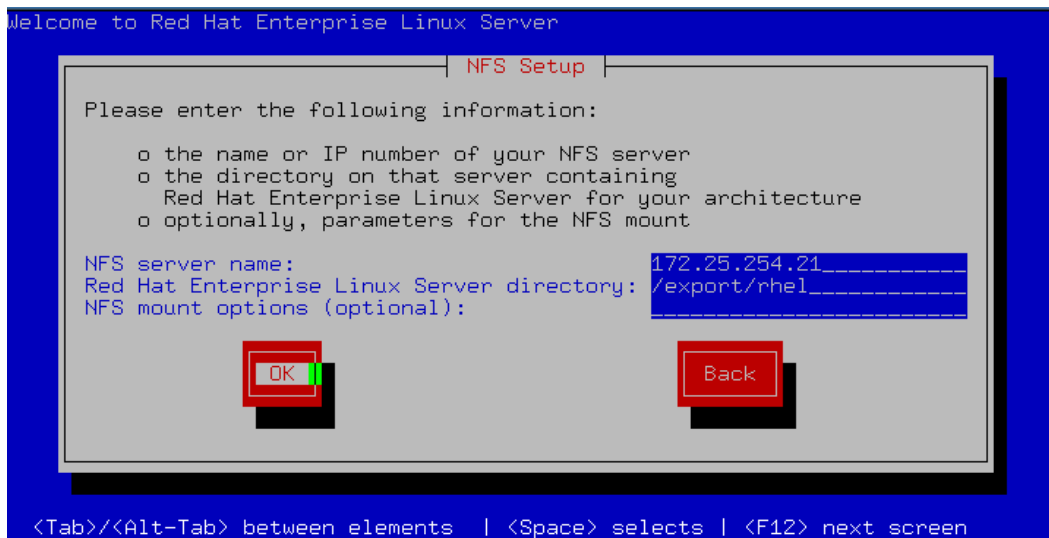 Welcome to Red Hat Enterprise Linux Server
NFS Setup
Please enter the following information:
o the name or IP number of your NFS server
o the directory on that server containing
Red Hat Enterprise Linux Server for your architecture
o optionally, parameters for the NFS mount
NFS server name: 172.25.254.21___________
Red Hat Enterprise Linux Server directory: /export/rhel____________
NFS mount options (optional): ________________________
OK Back
<Tab>/<Alt-Tab> between elements | <Space> selects | <F12> next screen